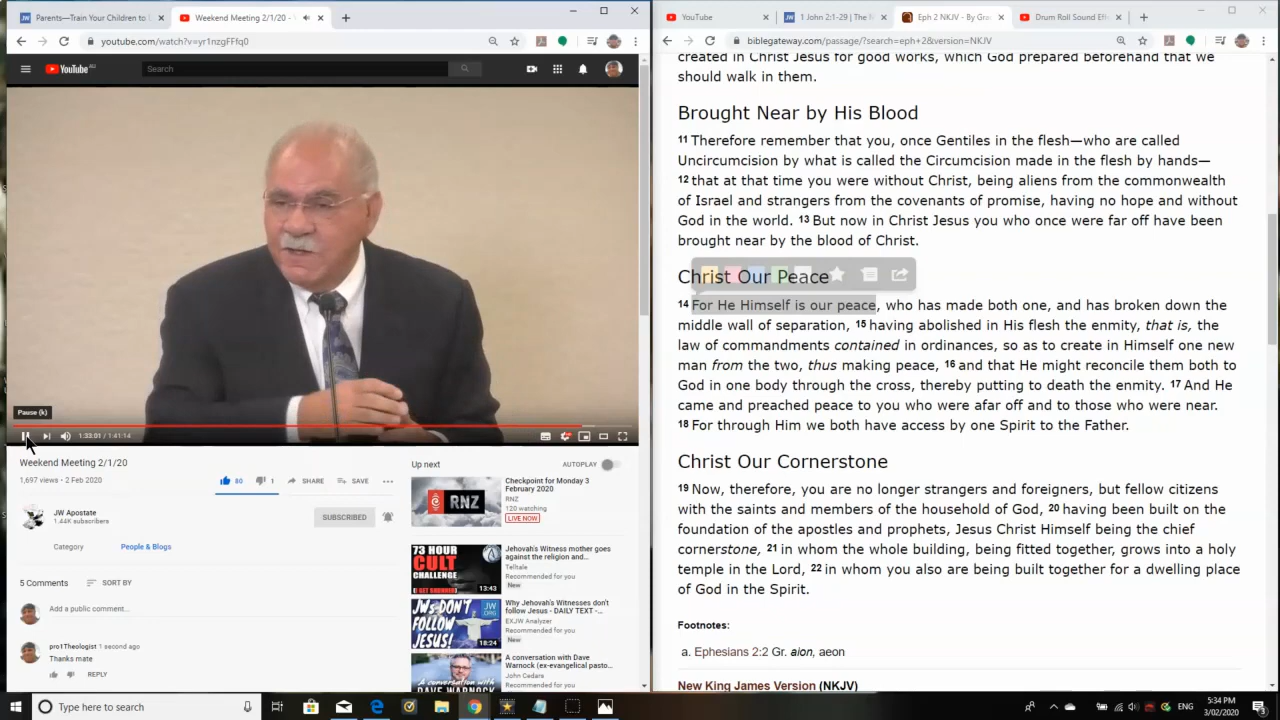 Parents—Train Your Children to L
Weekend Meeting 2/1/20 -
youtube.com/watch?v=yr1nzgFFfq0
YouTube
Search
Pause (k)
1:33:01 / 1:41:14
Weekend Meeting 2/1/20
1,697 views • 2 Feb 2020
80
1
SHARE
SAVE
JW Apostate
1.44K subscribers
SUBSCRIBED
Category
People & Blogs
5 Comments
SORT BY
Add a public comment...
pro1Theologist 1 second ago
Thanks mate
REPLY
Up next
AUTOPLAY
RNZ
Checkpoint for Monday 3
February 2020
RNZ
120 watching
LIVE NOW
73 HOUR
CULT
CHALLENGE
13:43
Jehovah's Witness mother goes
against the religion and...
Telltale
Recommended for you
New
JWs DON'T
FOLLOW
JESUS!
JW
.ORG
18:24
Why Jehovah's Witnesses don't
follow Jesus - DAILY TEXT -...
EXJW Analyzer
Recommended for you
New
A conversation with
DAVE WARNOCK
A conversation with Dave
Warnock (ex-evangelical pasto...
John Cedars
Recommended for you
YouTube
1 John 2:1-29 | The N
Eph 2 NKJV - By Gra
Drum Roll Sound Ef
biblegateway.com/passage/?search=eph+2&version=NKJV
created in Christ Jesus for good works, which God prepared beforehand that we
should walk in them.
Brought Near by His Blood
11 Therefore remember that you, once Gentiles in the flesh—who are called
Uncircumcision by what is called the Circumcision made in the flesh by hands—
12 that at that time you were without Christ, being aliens from the commonwealth
of Israel and strangers from the covenants of promise, having no hope and without
God in the world. 13 But now in Christ Jesus you who once were far off have been
brought near by the blood of Christ.
Christ Our Peace
14 For He Himself is our peace, who has made both one, and has broken down the
middle wall of separation, 15 having abolished in His flesh the enmity, that is, the
law of commandments contained in ordinances, so as to create in Himself one new
man from the two, thus making peace, 16 and that He might reconcile them both to
God in one body through the cross, thereby putting to death the enmity. 17 And He
came and preached peace to you who were afar off and to those who were near.
18 For through Him we both have access by one Spirit to the Father.
Christ Our Cornerstone
19 Now, therefore, you are no longer strangers and foreigners, but fellow citizens
with the saints and members of the household of God, 20 having been built on the
foundation of the apostles and prophets, Jesus Christ Himself being the chief
cornerstone, 21 in whom the whole building, being fitted together, grows into a holy
temple in the Lord, 22 in whom you also are being built together for a dwelling place
of God in the Spirit.
Footnotes:
a. Ephesians 2:2 Gr. aion, aeon
New King James Version (NKJV)
Type here to search
ENG
5:34 PM
3/02/2020